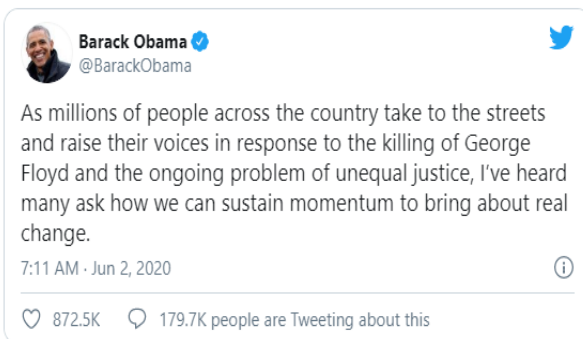 Barack Obama
@BarackObama
As millions of people across the country take to the streets
and raise their voices in response to the killing of George
Floyd and the ongoing problem of unequal justice, I've heard
many ask how we can sustain momentum to bring about real
change.
7:11 AM · Jun 2, 2020
872.5K 179.7K people are Tweeting about this